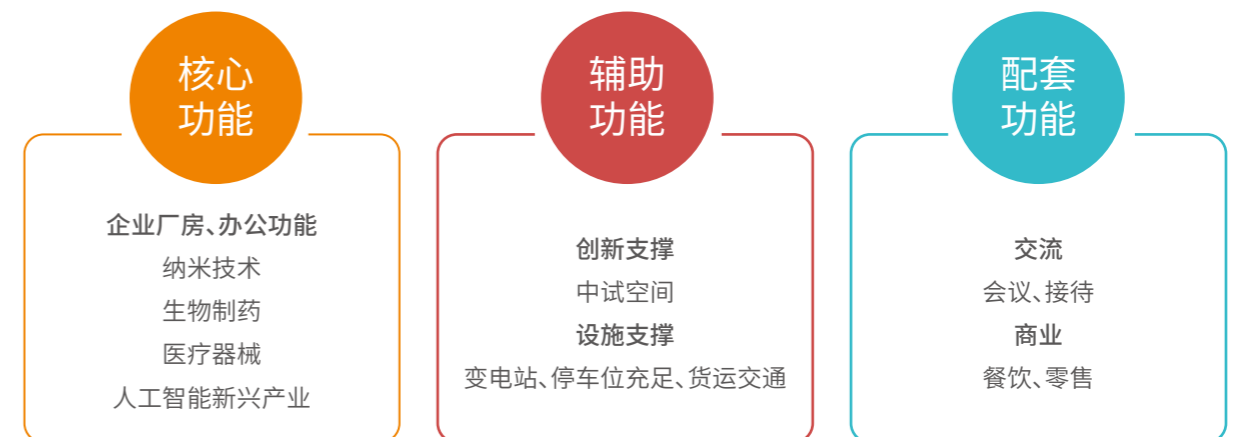 核心
功能
企业厂房、办公功能
纳米技术
生物制药
医疗器械
人工智能新兴产业
辅助
功能
创新支撑
中试空间
设施支撑
变电站、停车位充足、货运交通
配套
功能
交流
会议、接待
商业
餐饮、零售